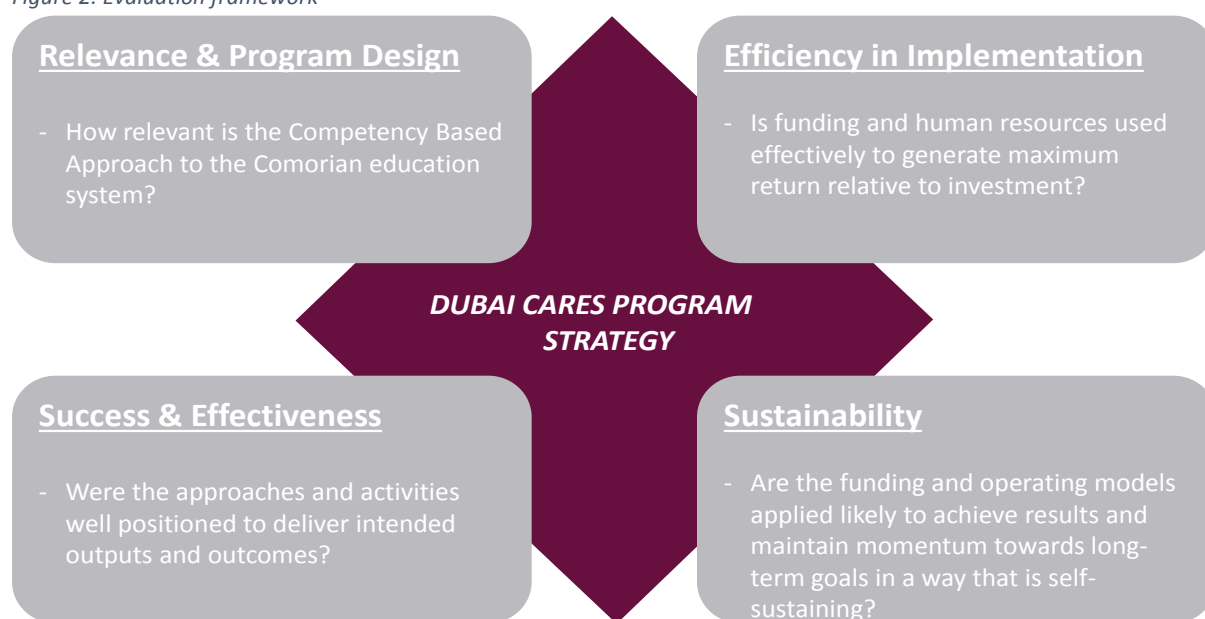 Figure 2: Evaluation framework
Relevance & Program Design
- How relevant is the Competency Based
Approach to the Comorian education
system?
Efficiency in Implementation
- Is funding and human resources used
effectively to generate maximum
return relative to investment?
DUBAI CARES PROGRAM
STRATEGY
Success & Effectiveness
- Were the approaches and activities
well positioned to deliver intended
outputs and outcomes?
Sustainability
- Are the funding and operating models
applied likely to achieve results and
maintain momentum towards long-
term goals in a way that is self-
sustaining?